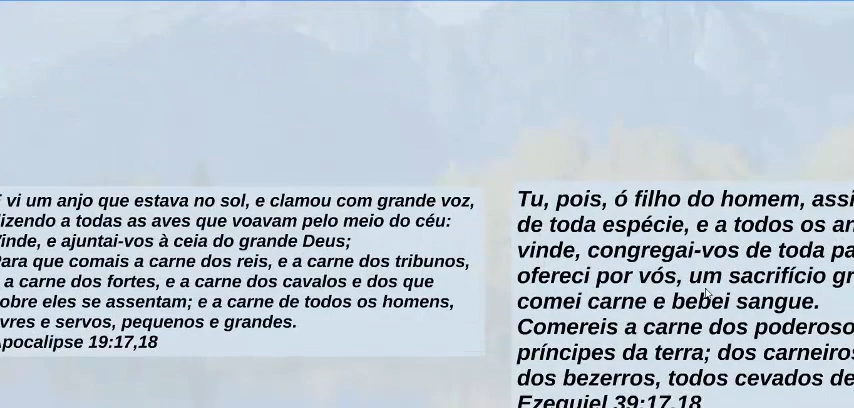 vi um anjo que estava no sol, e clamou com grande voz,
izendo a todas as aves que voavam pelo meio do céu:
inde, e ajuntai-vos à ceia do grande Deus;
ara que comais a carne dos reis, e a carne dos tribunos,
a carne dos fortes, e a carne dos cavalos e dos que
obre eles se assentam; e a carne de todos os homens,
vres e servos, pequenos e grandes.
pocalipse 19:17,18
Tu, pois, ó filho do homem, assi
de toda espécie, e a todos os an
vinde, congregai-vos de toda pa
ofereci por vós, um sacrifício gr
comei carne e bebei sangue.
Comereis a carne dos poderoso
príncipes da terra; dos carneiros
dos bezerros, todos cevados de
Ezequiel 39:17,18